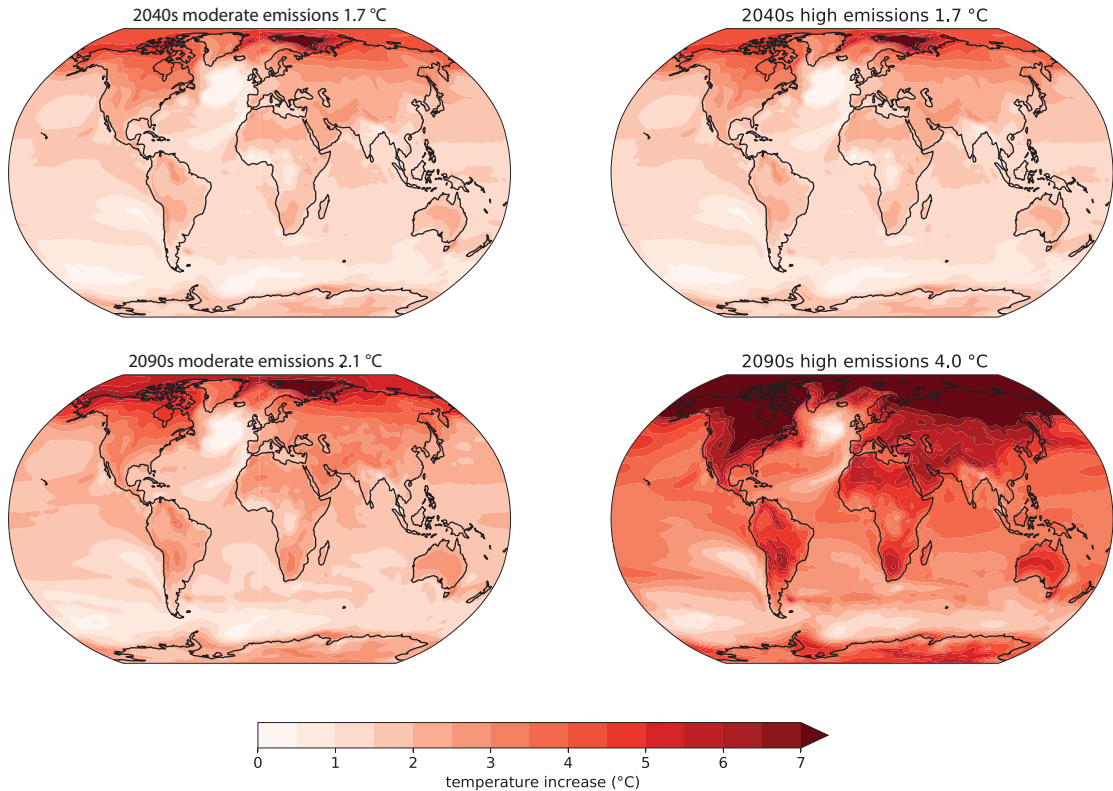 2040s moderate emissions 1.7 °C
2040s high emissions 1.7 °C
2090s moderate emissions 2.1 °C
2090s high emissions 4.0 °C
0 1 2 3 4 5 6 7
temperature increase (°C)